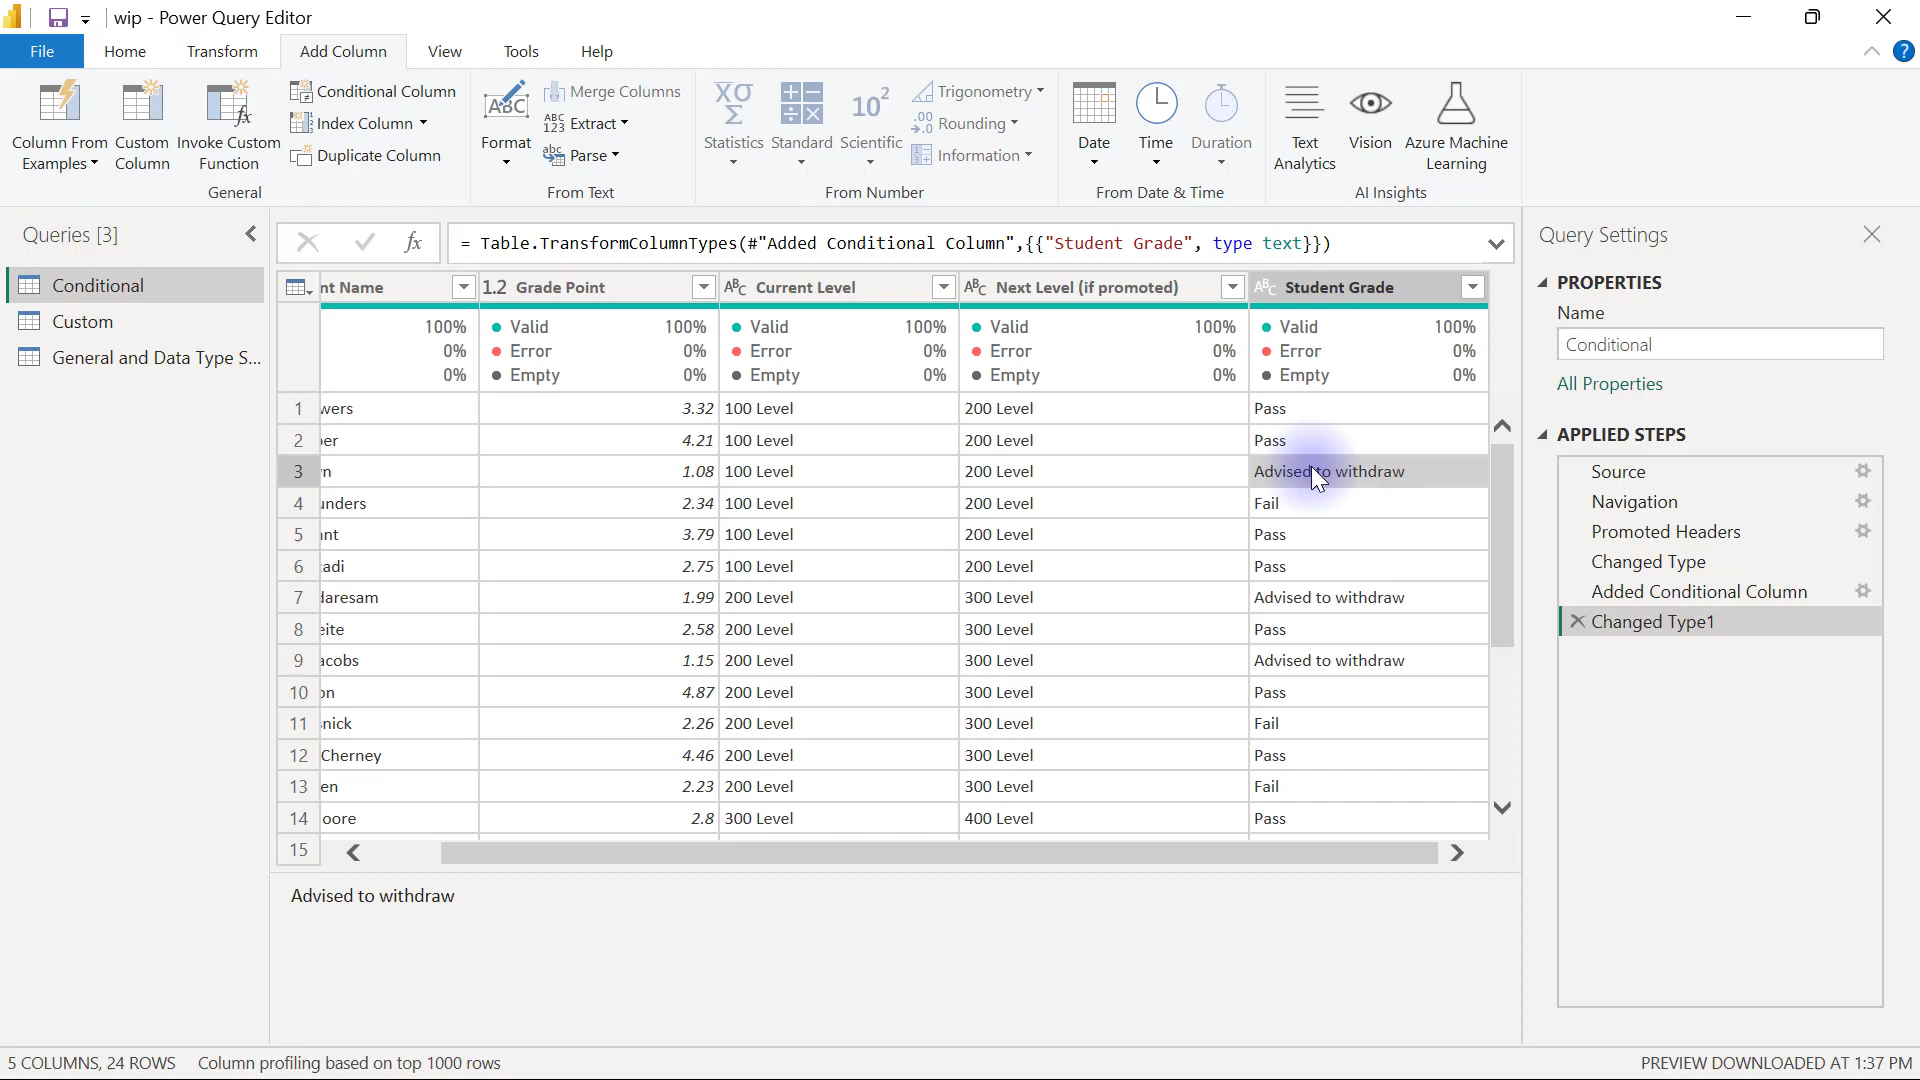 wip - Power Query Editor
File Home Transform Add Column View Tools Help
Column From Examples
Custom Column
Invoke Custom Function
Conditional Column
Index Column
Duplicate Column
General
Format
Merge Columns
Extract
Parse
From Text
Statistics
Standard
Scientific
Trigonometry
Rounding
Information
From Number
Date
Time
Duration
From Date & Time
Text Analytics
Vision
Azure Machine Learning
AI Insights
Queries [3]
Conditional
Custom
General and Data Type S...
= Table.TransformColumnTypes(#"Added Conditional Column",{{"Student Grade", type text}})
nt Name 1.2 Grade Point ABC Current Level ABC Next Level (if promoted) ABC Student Grade
100% Valid 100% Valid 100% Valid 100% Valid 100%
0% Error 0% Error 0% Error 0% Error 0%
0% Empty 0% Empty 0% Empty 0% Empty 0%
1 wers 3.32 100 Level 200 Level Pass
2 er 4.21 100 Level 200 Level Pass
3 n 1.08 100 Level 200 Level Advised to withdraw
4 unders 2.34 100 Level 200 Level Fail
5 nt 3.79 100 Level 200 Level Pass
6 adi 2.75 100 Level 200 Level Pass
7 daresam 1.99 200 Level 300 Level Advised to withdraw
8 eite 2.58 200 Level 300 Level Pass
9 acobs 1.15 200 Level 300 Level Advised to withdraw
10 on 4.87 200 Level 300 Level Pass
11 nick 2.26 200 Level 300 Level Fail
12 Cherney 4.46 200 Level 300 Level Pass
13 en 2.23 200 Level 300 Level Fail
14 oore 2.8 300 Level 400 Level Pass
15
Advised to withdraw
Query Settings
PROPERTIES
Name
Conditional
All Properties
APPLIED STEPS
Source
Navigation
Promoted Headers
Changed Type
Added Conditional Column
Changed Type1
5 COLUMNS, 24 ROWS Column profiling based on top 1000 rows
PREVIEW DOWNLOADED AT 1:37 PM